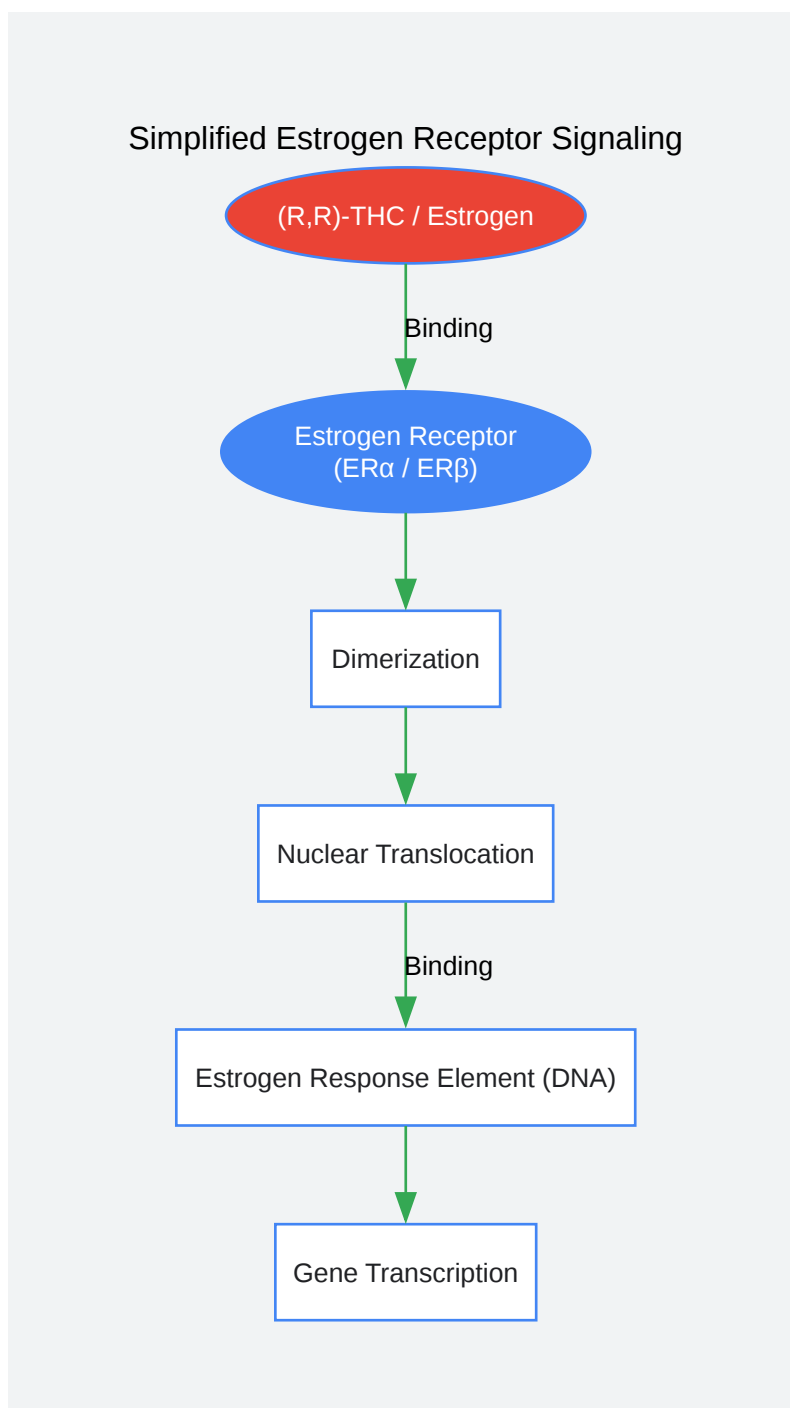 Simplified Estrogen Receptor Signaling
(R,R)-THC / Estrogen
Binding
Estrogen Receptor
(ERα / ERβ)
Dimerization
Nuclear Translocation
Binding
Estrogen Response Element (DNA)
Gene Transcription